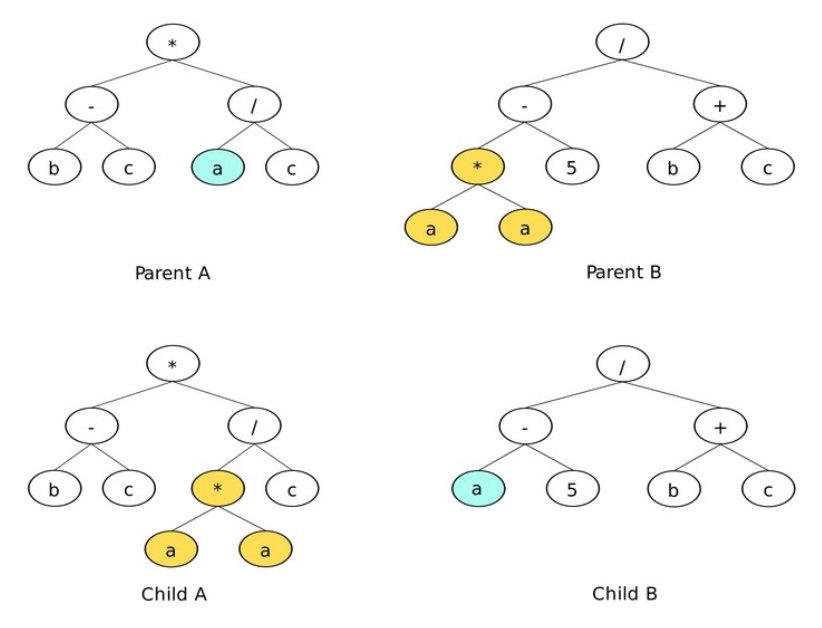 * /
- / - +
b c a c * 5 b c
a a
Parent A Parent B
* /
- / - +
b c * c a 5 b c
a a
Child A Child B